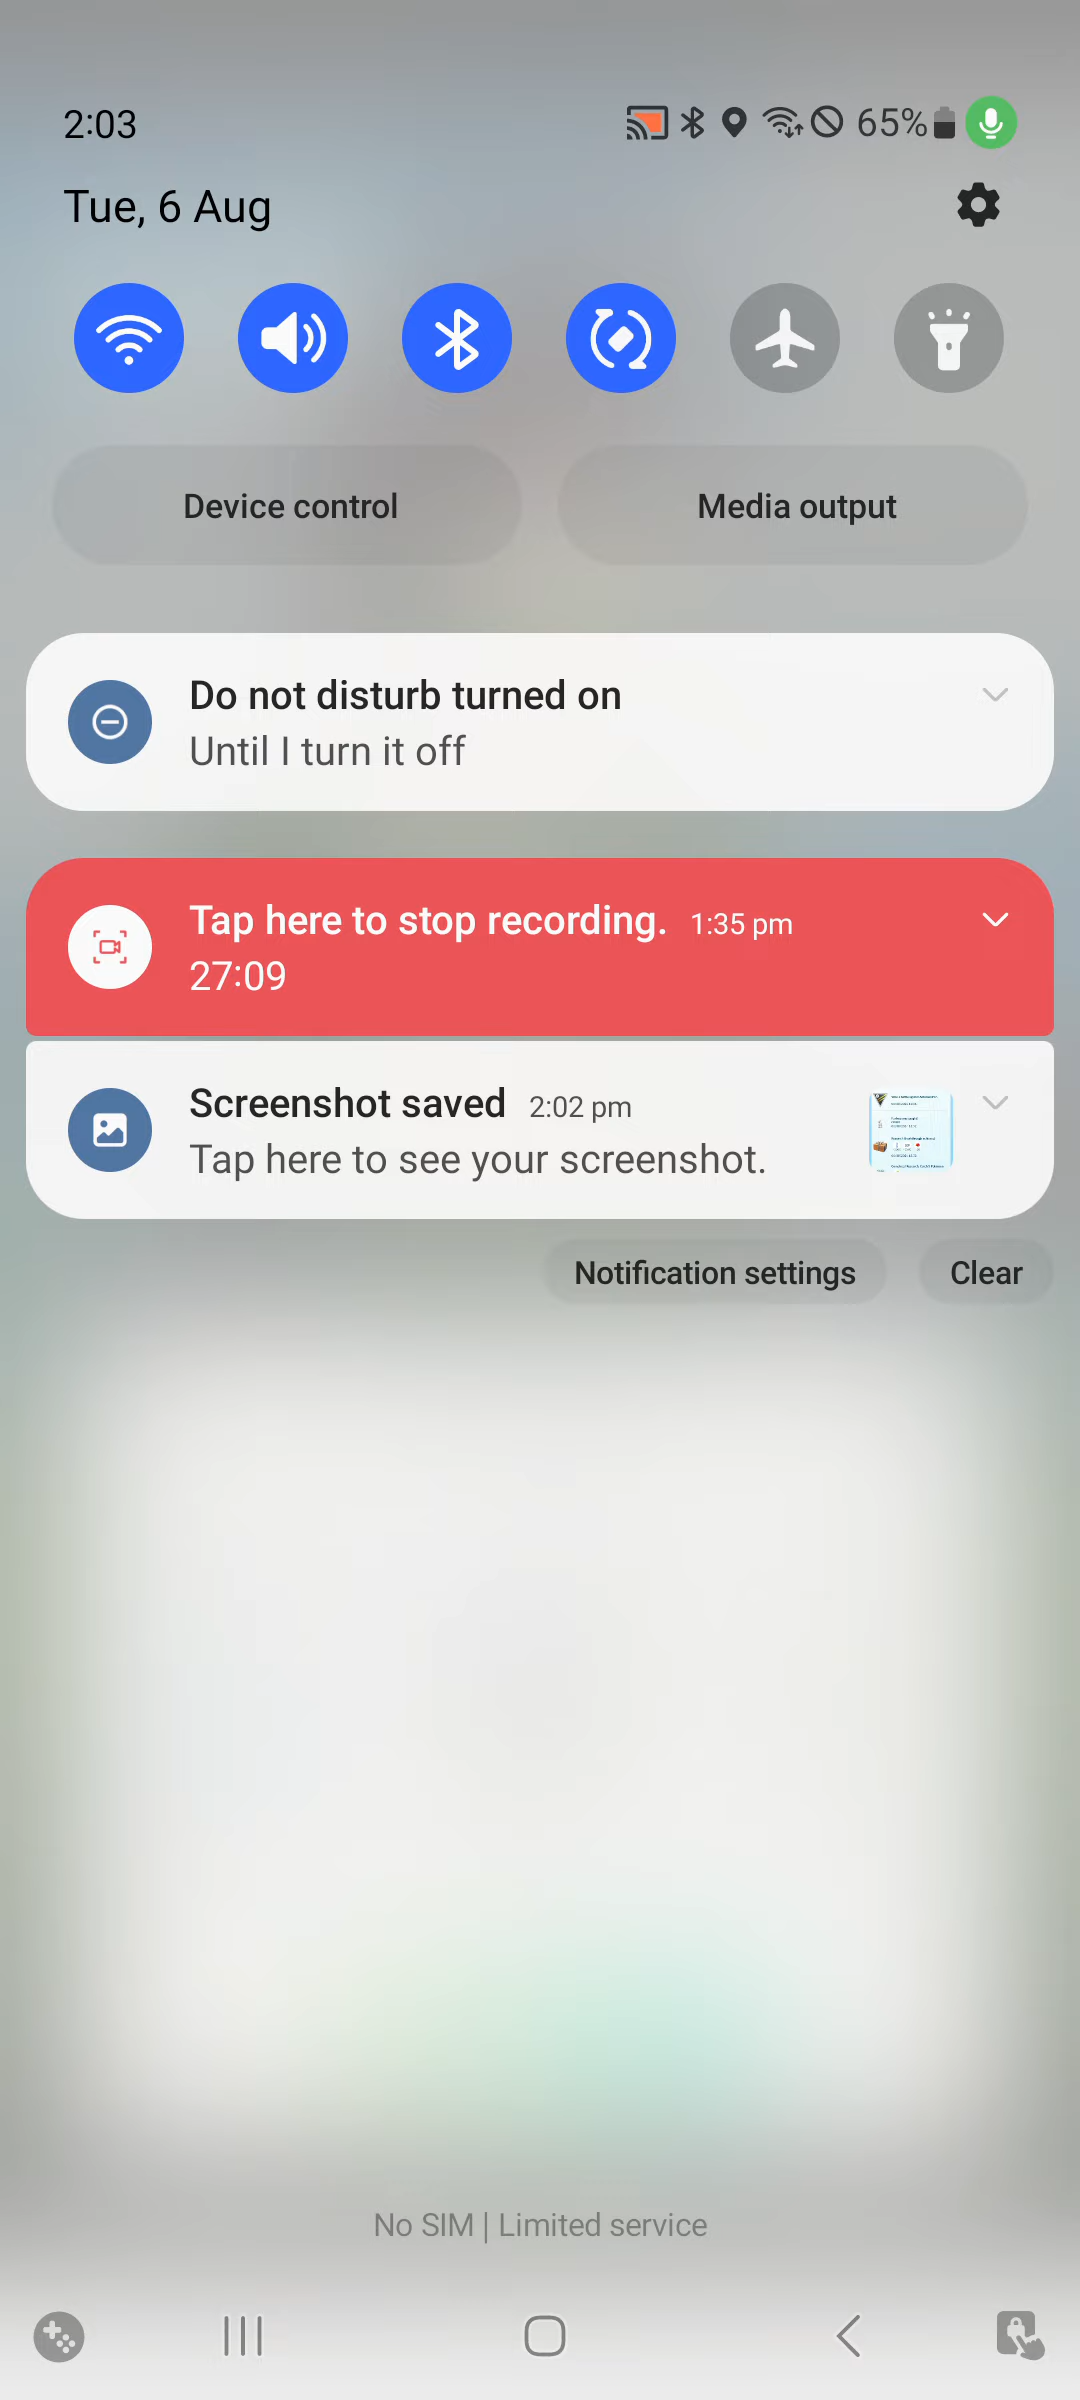 2:03
65%
Tue, 6 Aug
Device control
Media output
Do not disturb turned on
Until I turn it off
Tap here to stop recording. 1:35 pm
27:09
Screenshot saved 2:02 pm
Tap here to see your screenshot.
Notification settings
Clear
No SIM | Limited service